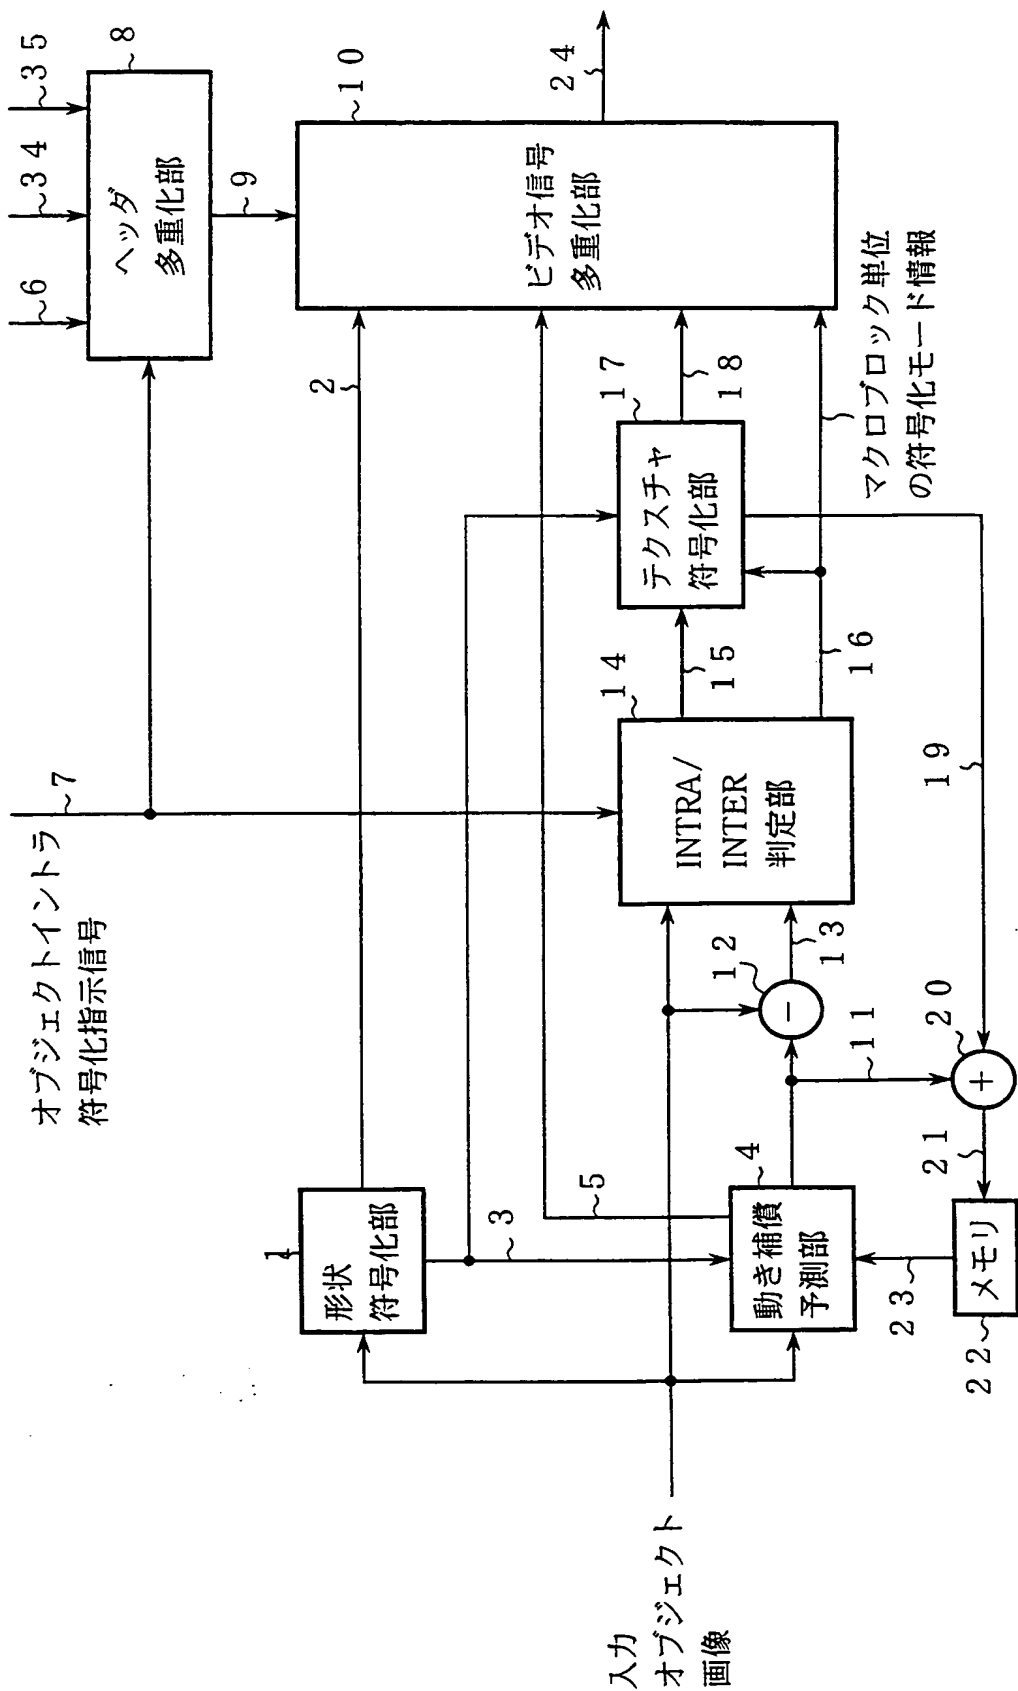 オブジェクトイントラ
符号化指示信号
7
6
34
35
ヘッダ
多重化部
8
9
1
形状
符号化部
2
3
5
ビデオ信号
多重化部
10
24
入力
オブジェクト
画像
動き補償
予測部
4
12
－
13
11
INTRA/
INTER
判定部
14
15
16
テクスチャ
符号化部
17
18
マクロブロック単位
の符号化モード情報
19
20
＋
21
メモリ
22
23